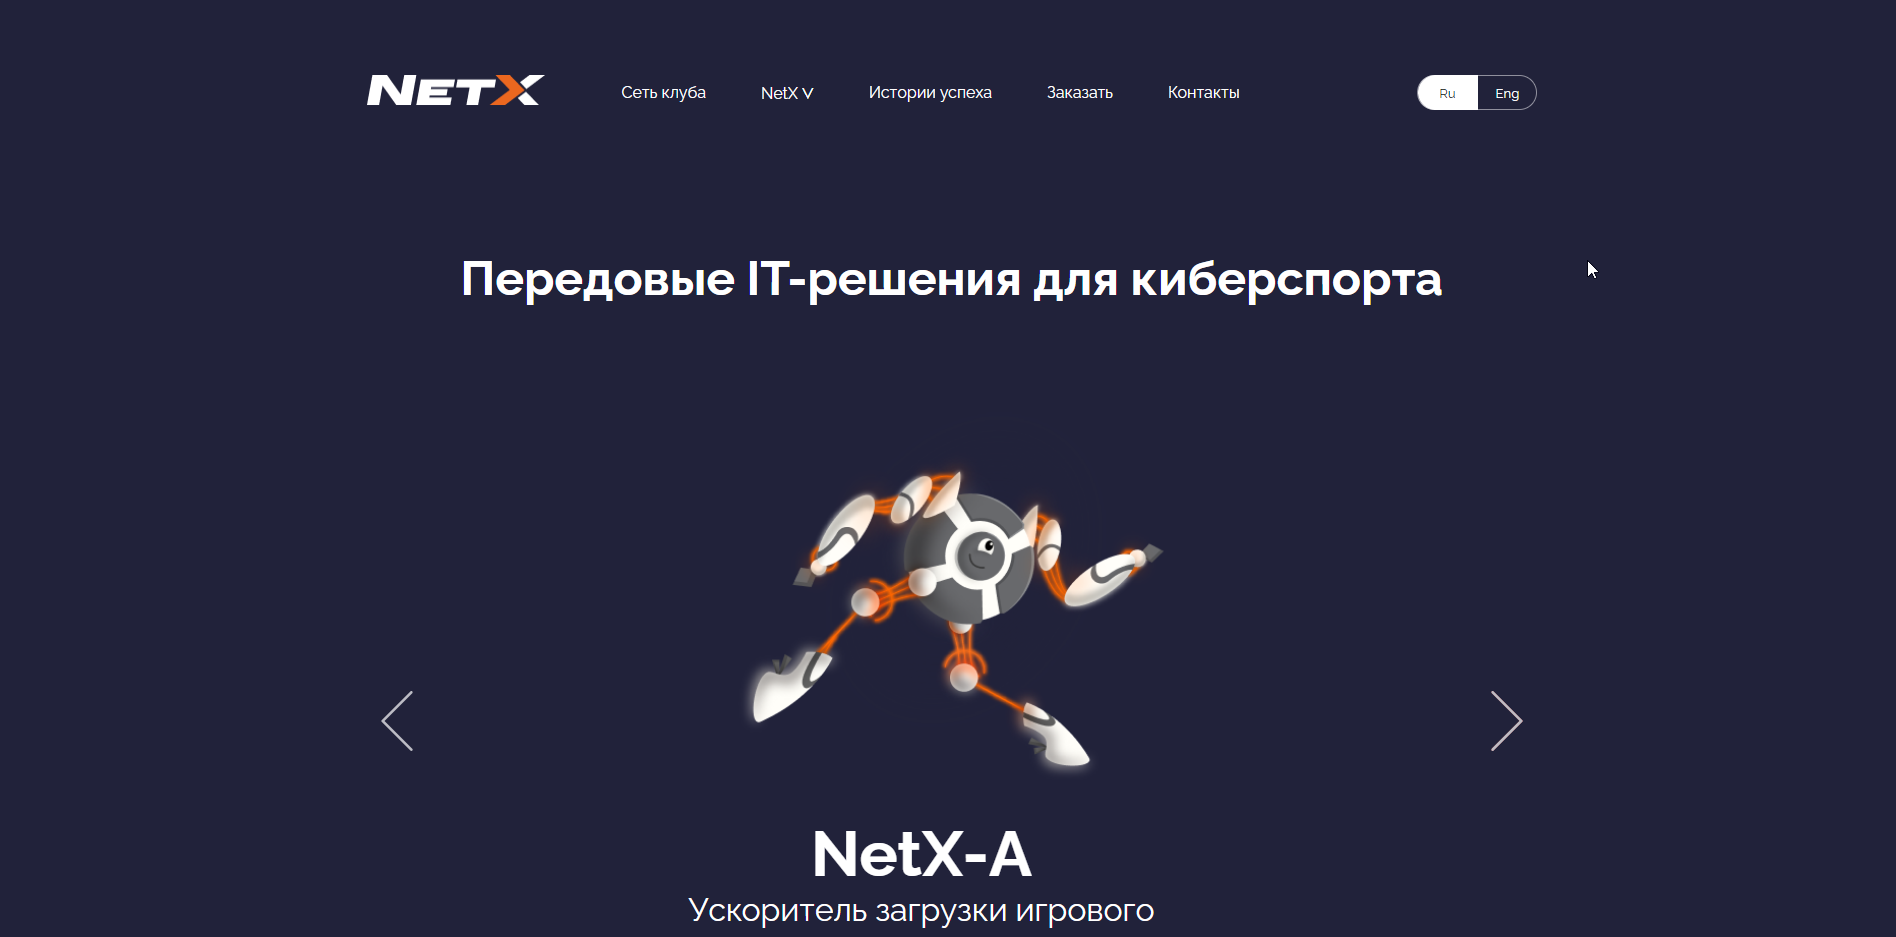 NETX
Сеть клуба NetX V Истории успеха Заказать Контакты Ru Eng
Передовые IT-решения для киберспорта
NetX-A
Ускоритель загрузки игрового